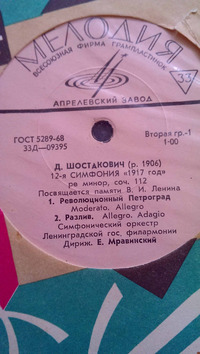 МЕЛОДИЯ
ВСЕСОЮЗНАЯ ФИРМА ГРАМПЛАСТИНОК
33
АПРЕЛЕВСКИЙ ЗАВОД
ГОСТ 5289-68
Вторая гр.-1
33Д—09395
1-00
Д. ШОСТАКОВИЧ (р. 1906)
12-я СИМФОНИЯ «1917 год»
ре минор, соч. 112
Посвящается памяти В. И. Ленина
1. Революционный Петроград
Moderato. Allegro
2. Разлив. Allegro. Adagio
Симфонический оркестр
Ленинградской гос. филармонии
Дириж. Е. Мравинский